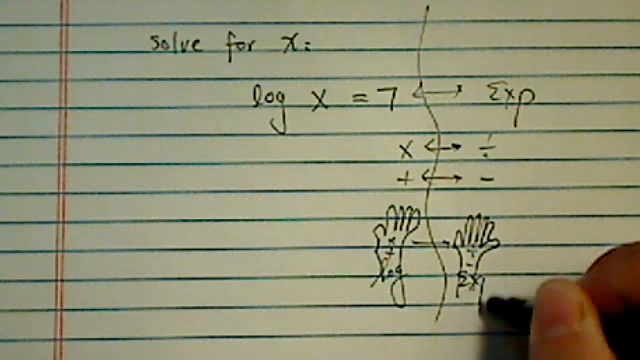 solve for x:
log x = 7 ↔ Exp
× ↔ ÷
+ ↔ -
log → Exp